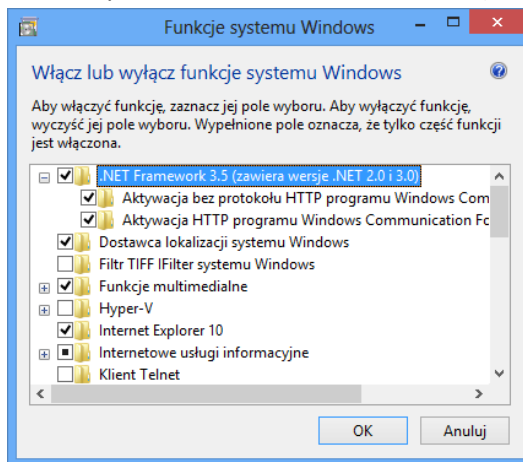 Funkcje systemu Windows
Włącz lub wyłącz funkcje systemu Windows
Aby włączyć funkcję, zaznacz jej pole wyboru. Aby wyłączyć funkcję,
wyczyść jej pole wyboru. Wypełnione pole oznacza, że tylko część funkcji
jest włączona.
.NET Framework 3.5 (zawiera wersje .NET 2.0 i 3.0)
Aktywacja bez protokołu HTTP programu Windows Com
Aktywacja HTTP programu Windows Communication Fc
Dostawca lokalizacji systemu Windows
Filtr TIFF IFilter systemu Windows
Funkcje multimedialne
Hyper-V
Internet Explorer 10
Internetowe usługi informacyjne
Klient Telnet
OK Anuluj